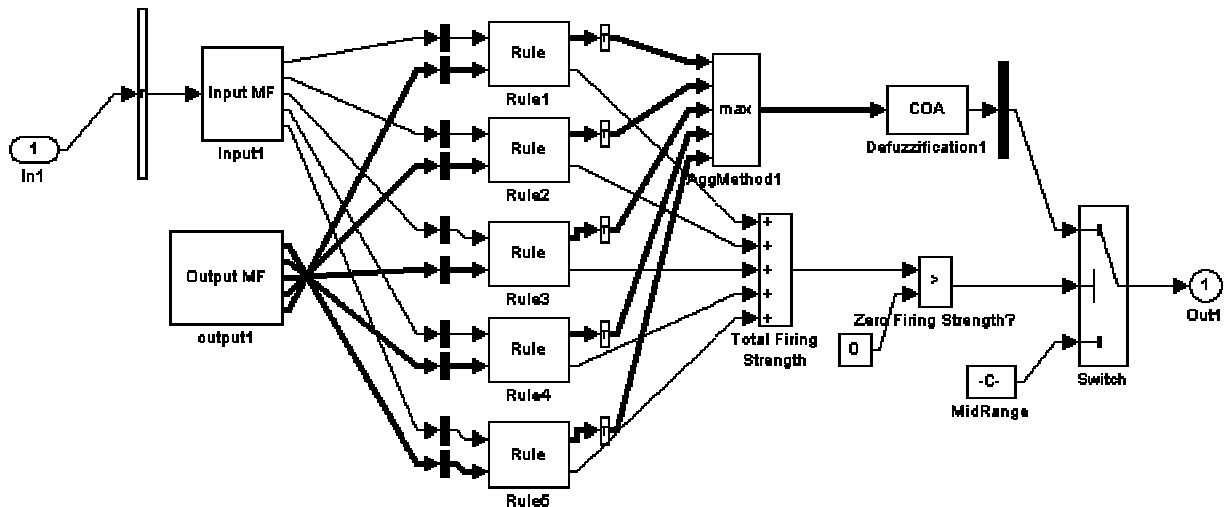 1
In1
Input MF
Input1
Output MF
output1
Rule
Rule1
Rule
Rule2
Rule
Rule3
Rule
Rule4
Rule
Rule5
T
T
T
T
T
max
AggMethod1
+
+
+
+
+
Total Firing
Strength
COA
Defuzzification1
>
Zero Firing Strength?
0
-C-
MidRange
Switch
1
Out1